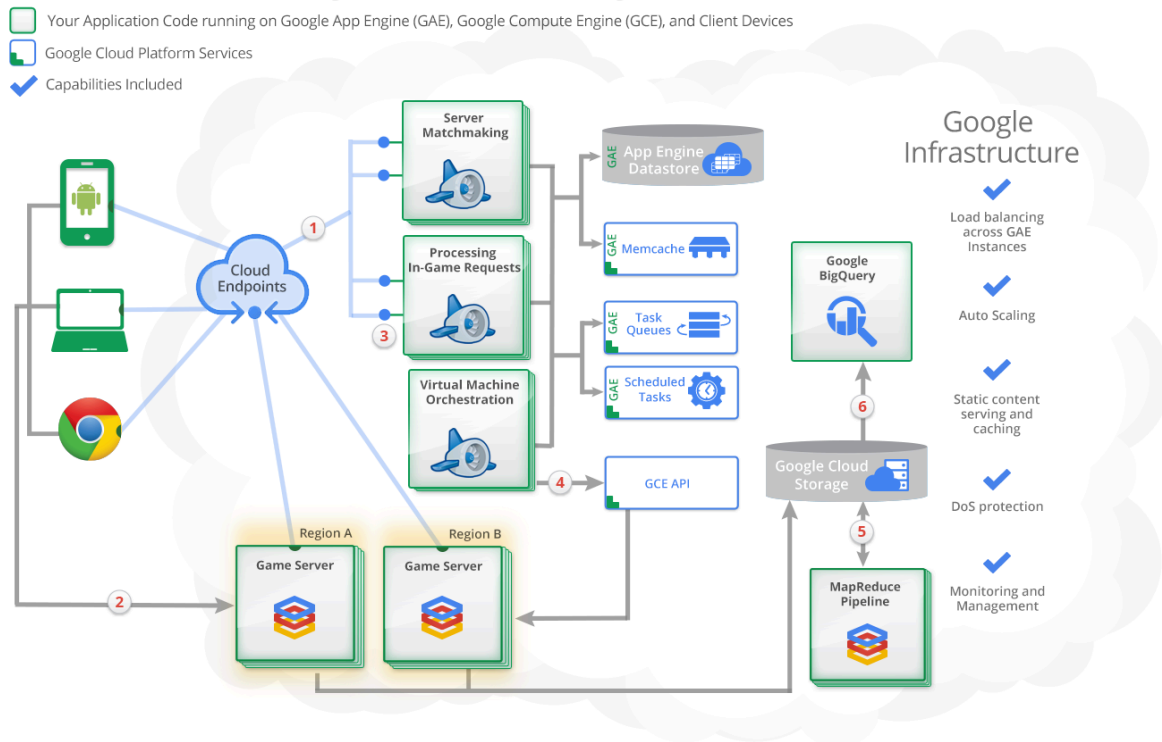 Your Application Code running on Google App Engine (GAE), Google Compute Engine (GCE), and Client Devices
Google Cloud Platform Services
Capabilities Included
Google
Infrastructure
Server
Matchmaking
GAE
App Engine
Datastore
Load balancing
across GAE
Instances
1
Cloud
Endpoints
Processing
In-Game Requests
GAE
Memcache
Google
BigQuery
Auto Scaling
3
GAE
Task
Queues
Virtual Machine
Orchestration
GAE
Scheduled
Tasks
6
Static content
serving and
caching
4
GCE API
Google Cloud
Storage
DoS protection
5
Region A
Game Server
Region B
Game Server
2
MapReduce
Pipeline
Monitoring and
Management